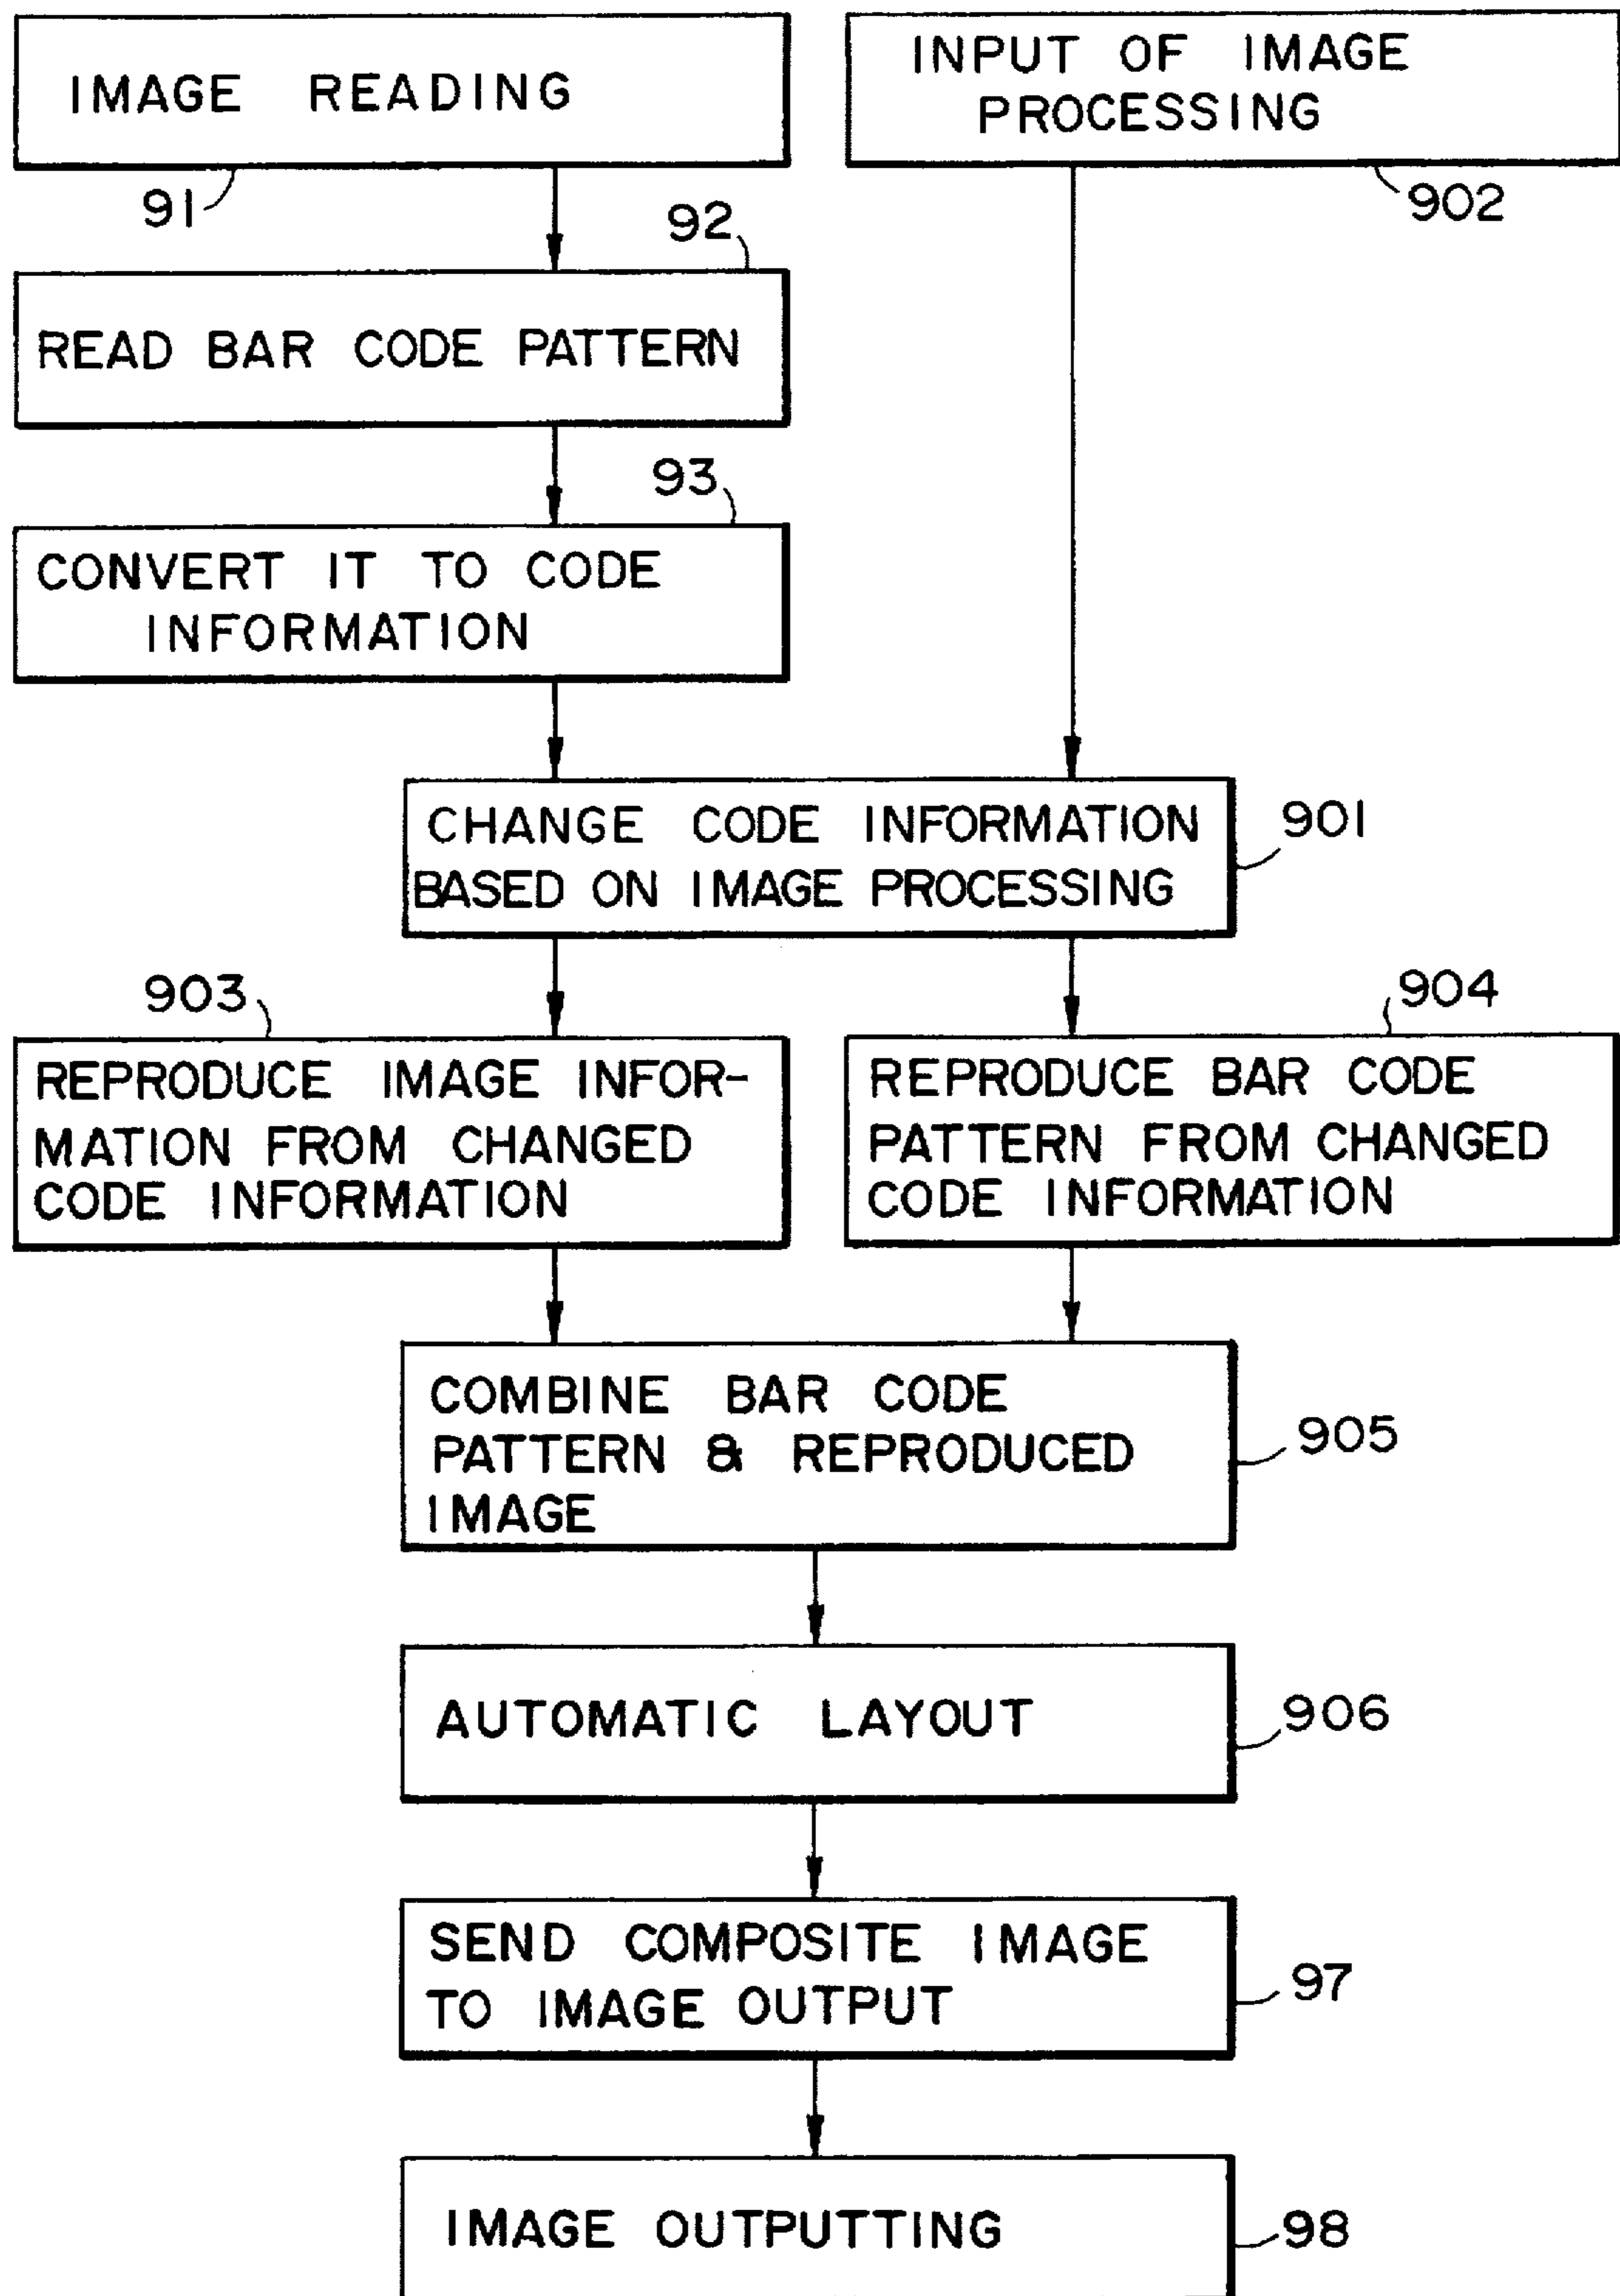 IMAGE READING
91
INPUT OF IMAGE
PROCESSING
902
92
READ BAR CODE PATTERN
93
CONVERT IT TO CODE
INFORMATION
CHANGE CODE INFORMATION
BASED ON IMAGE PROCESSING
901
903
REPRODUCE IMAGE INFOR-
MATION FROM CHANGED
CODE INFORMATION
904
REPRODUCE BAR CODE
PATTERN FROM CHANGED
CODE INFORMATION
COMBINE BAR CODE
PATTERN & REPRODUCED
IMAGE
905
AUTOMATIC LAYOUT
906
SEND COMPOSITE IMAGE
TO IMAGE OUTPUT
97
IMAGE OUTPUTTING
98